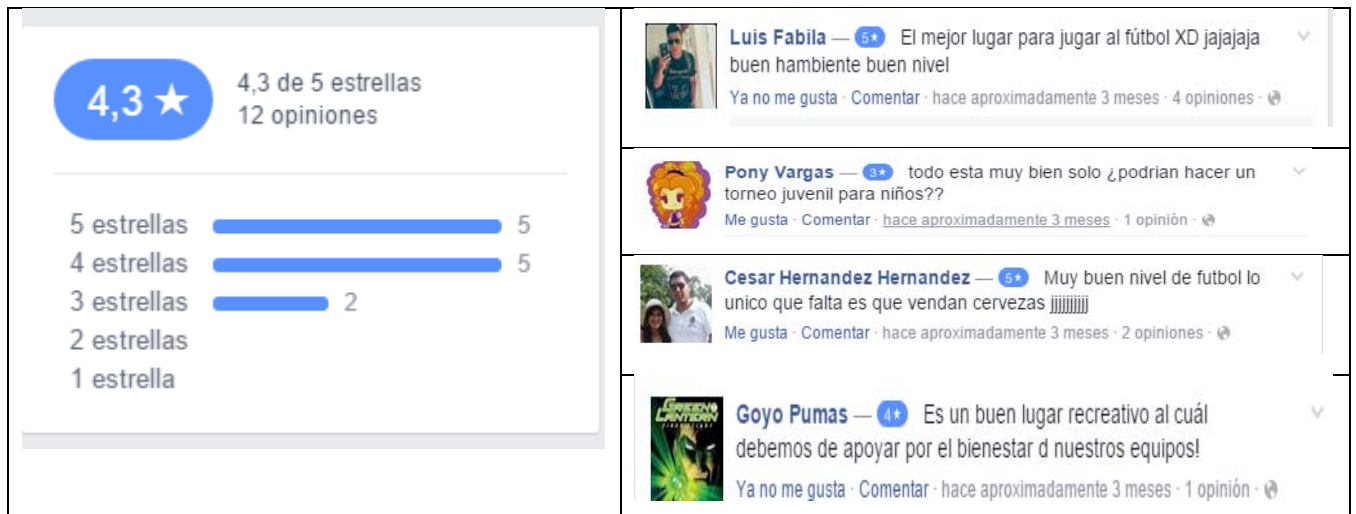 4,3 ★
4,3 de 5 estrellas
12 opiniones
5 estrellas 5
4 estrellas 5
3 estrellas 2
2 estrellas
1 estrella
Luis Fabila — 5★ El mejor lugar para jugar al fútbol XD jajajaja
buen hambiente buen nivel
Ya no me gusta · Comentar · hace aproximadamente 3 meses · 4 opiniones ·
Pony Vargas — 3★ todo esta muy bien solo ¿podrian hacer un
torneo juvenil para niños??
Me gusta · Comentar · hace aproximadamente 3 meses · 1 opinión ·
Cesar Hernandez Hernandez — 5★ Muy buen nivel de futbol lo
unico que falta es que vendan cervezas jjjjjjjjjj
Me gusta · Comentar · hace aproximadamente 3 meses · 2 opiniones ·
GREEN
LANTERN
Goyo Pumas — 4★ Es un buen lugar recreativo al cuál
debemos de apoyar por el bienestar d nuestros equipos!
Ya no me gusta · Comentar · hace aproximadamente 3 meses · 1 opinión ·